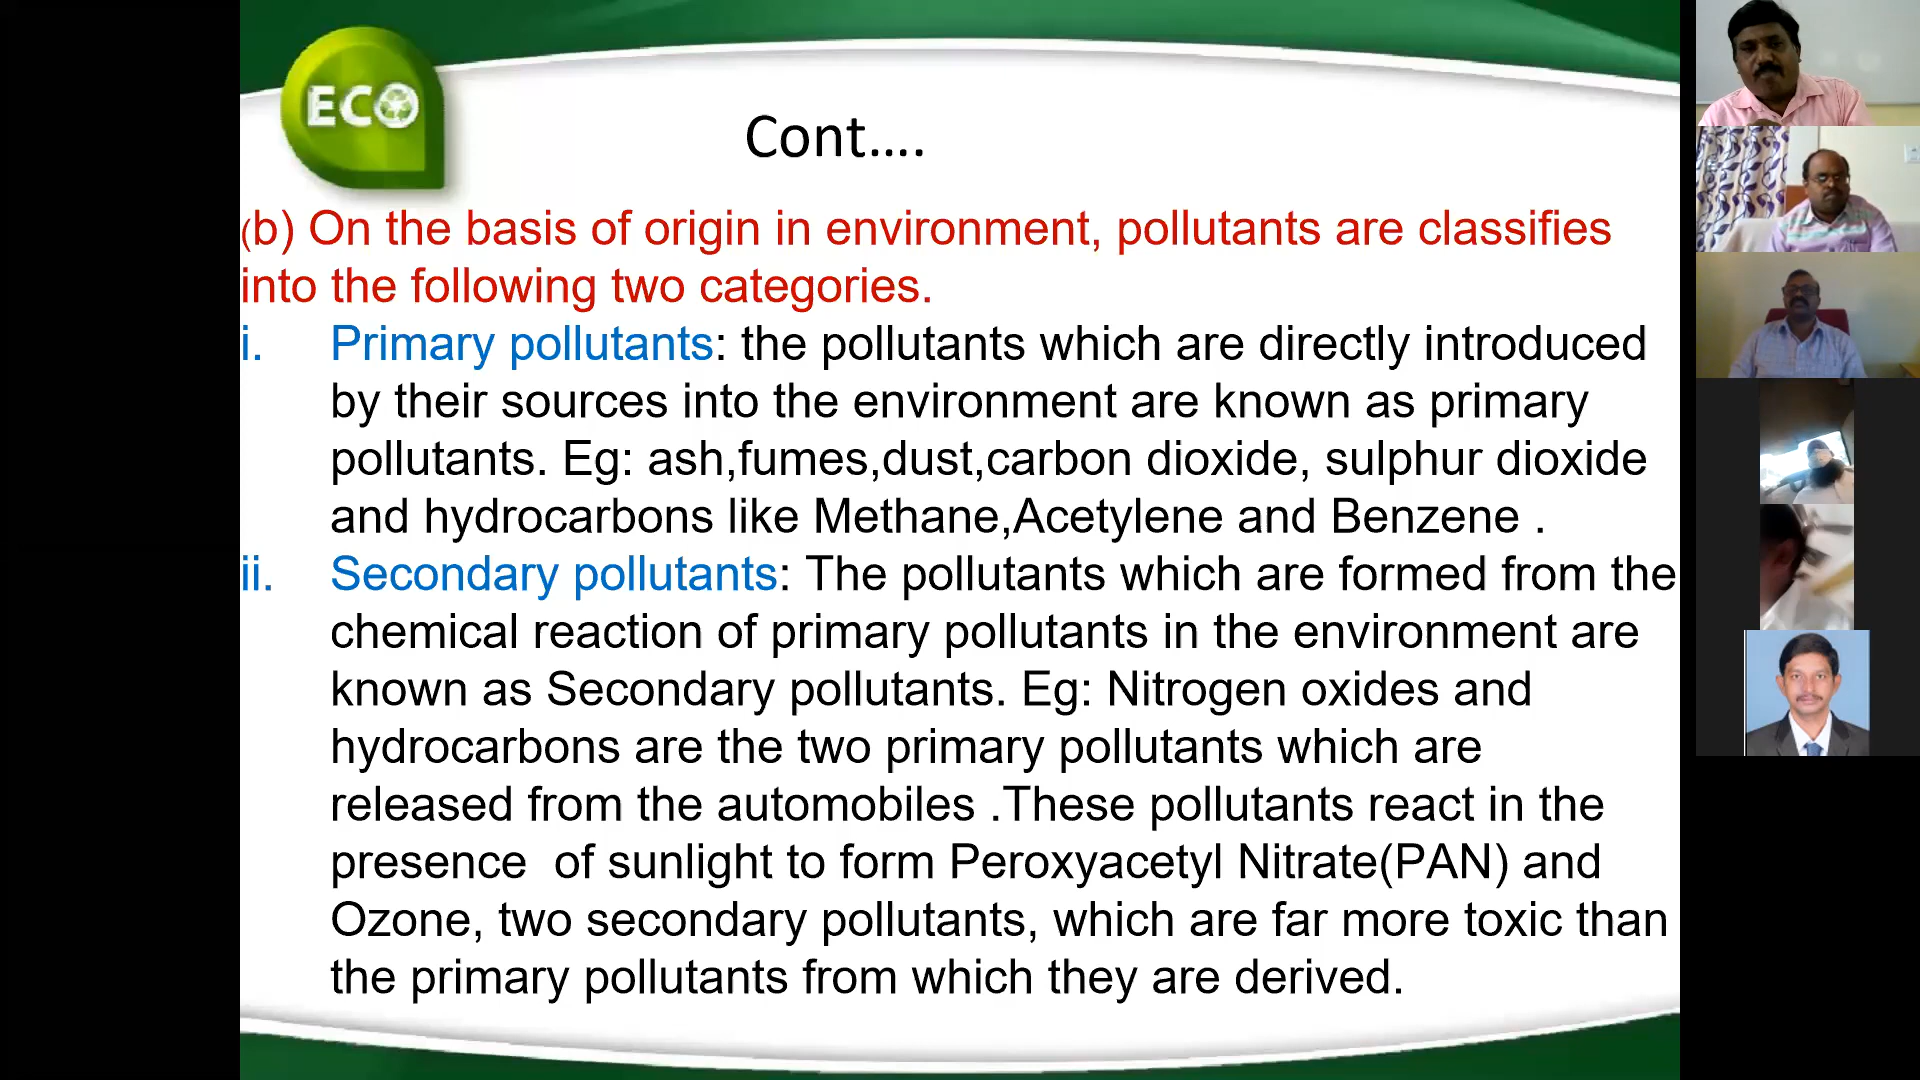 ECO
Cont....
(b) On the basis of origin in environment, pollutants are classifies
into the following two categories.
i. Primary pollutants: the pollutants which are directly introduced
by their sources into the environment are known as primary
pollutants. Eg: ash,fumes,dust,carbon dioxide, sulphur dioxide
and hydrocarbons like Methane,Acetylene and Benzene .
ii. Secondary pollutants: The pollutants which are formed from the
chemical reaction of primary pollutants in the environment are
known as Secondary pollutants. Eg: Nitrogen oxides and
hydrocarbons are the two primary pollutants which are
released from the automobiles .These pollutants react in the
presence  of sunlight to form Peroxyacetyl Nitrate(PAN) and
Ozone, two secondary pollutants, which are far more toxic than
the primary pollutants from which they are derived.